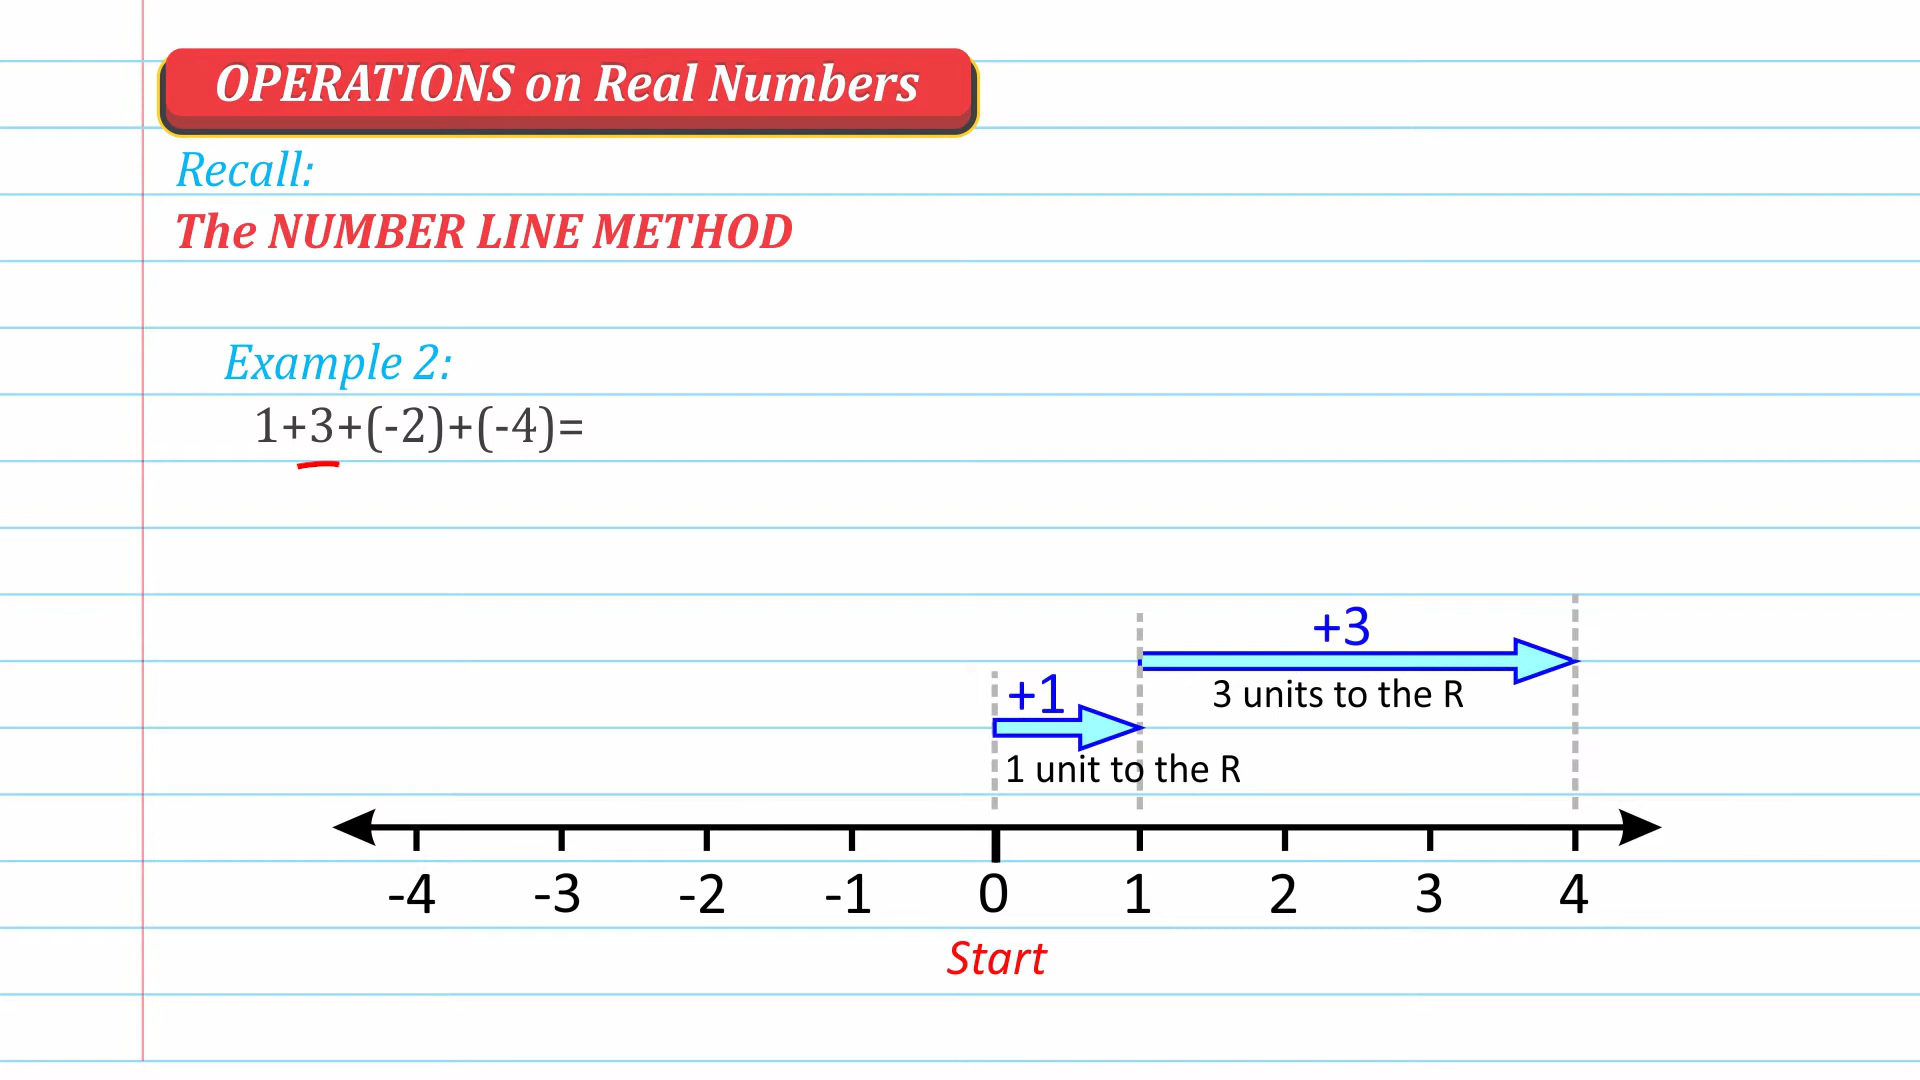 OPERATIONS on Real Numbers
Recall:
The NUMBER LINE METHOD
Example 2:
1+3+(-2)+(-4)=
+3
3 units to the R
+1
1 unit to the R
-4 -3 -2 -1 0 1 2 3 4
Start